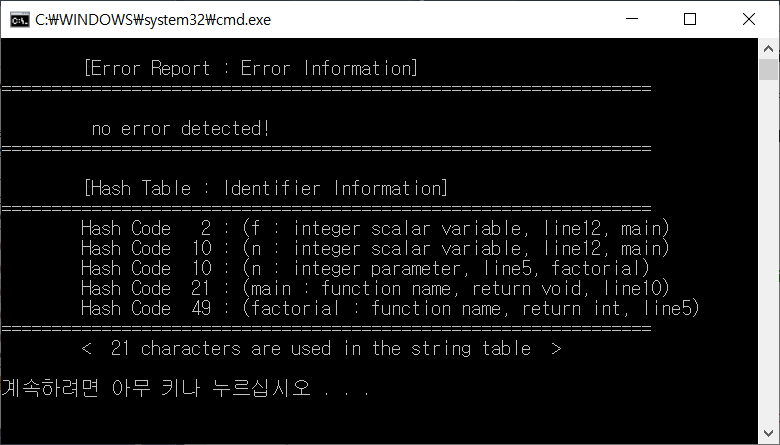 C:₩WINDOWS₩system32₩cmd.exe
[Error Report : Error Information]
=================================================================
no error detected!
=================================================================
[Hash Table : Identifier Information]
=================================================================
Hash Code 2 : (f : integer scalar variable, line12, main)
Hash Code 10 : (n : integer scalar variable, line12, main)
Hash Code 10 : (n : integer parameter, line5, factorial)
Hash Code 21 : (main : function name, return void, line10)
Hash Code 49 : (factorial : function name, return int, line5)
=================================================================
< 21 characters are used in the string table >
계속하려면 아무 키나 누르십시오 . . .